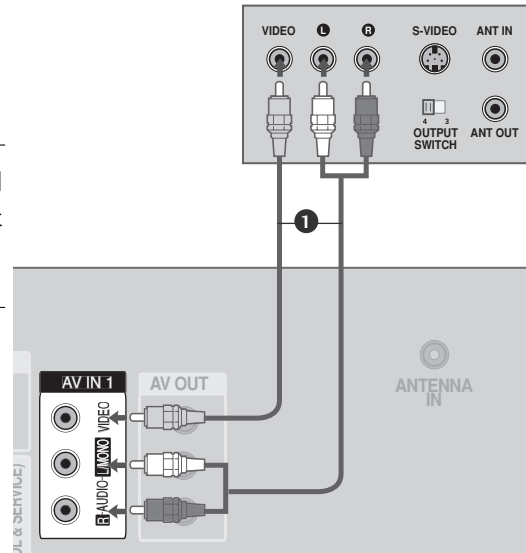 VIDEO L R S-VIDEO ANT IN
4 3
OUTPUT
SWITCH
ANT OUT
1
AV IN 1
AV OUT
ANTENNA
IN
VIDEO
L/MONO
R-AUDIO-
& SERVICE)